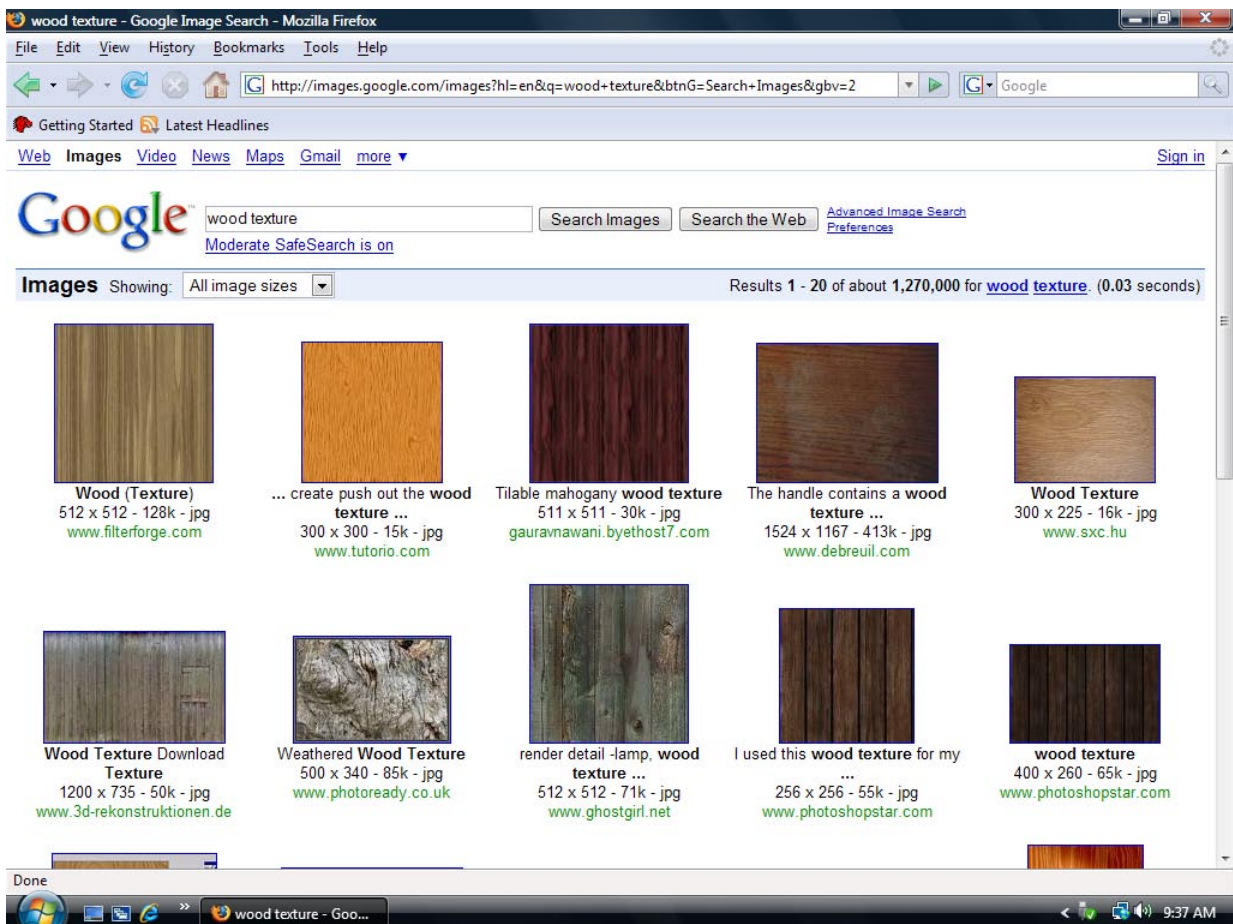 wood texture - Google Image Search - Mozilla Firefox
File Edit View History Bookmarks Tools Help
G http://images.google.com/images?hl=en&q=wood+texture&btnG=Search+Images&gbv=2 G Google
Getting Started Latest Headlines
Web Images Video News Maps Gmail more ▼ Sign in
Google™ wood texture Search Images Search the Web Advanced Image Search
Preferences
Moderate SafeSearch is on
Images Showing: All image sizes Results 1 - 20 of about 1,270,000 for wood texture. (0.03 seconds)
Wood (Texture)
512 x 512 - 128k - jpg
www.filterforge.com
... create push out the wood
texture ...
300 x 300 - 15k - jpg
www.tutorio.com
Tilable mahogany wood texture
511 x 511 - 30k - jpg
gauravnawani.byethost7.com
The handle contains a wood
texture ...
1524 x 1167 - 413k - jpg
www.debreuil.com
Wood Texture
300 x 225 - 16k - jpg
www.sxc.hu
Wood Texture Download
Texture
1200 x 735 - 50k - jpg
www.3d-rekonstruktionen.de
Weathered Wood Texture
500 x 340 - 85k - jpg
www.photoready.co.uk
render detail -lamp, wood
texture ...
512 x 512 - 71k - jpg
www.ghostgirl.net
I used this wood texture for my
...
256 x 256 - 55k - jpg
www.photoshopstar.com
wood texture
400 x 260 - 65k - jpg
www.photoshopstar.com
Done
wood texture - Goo... 9:37 AM